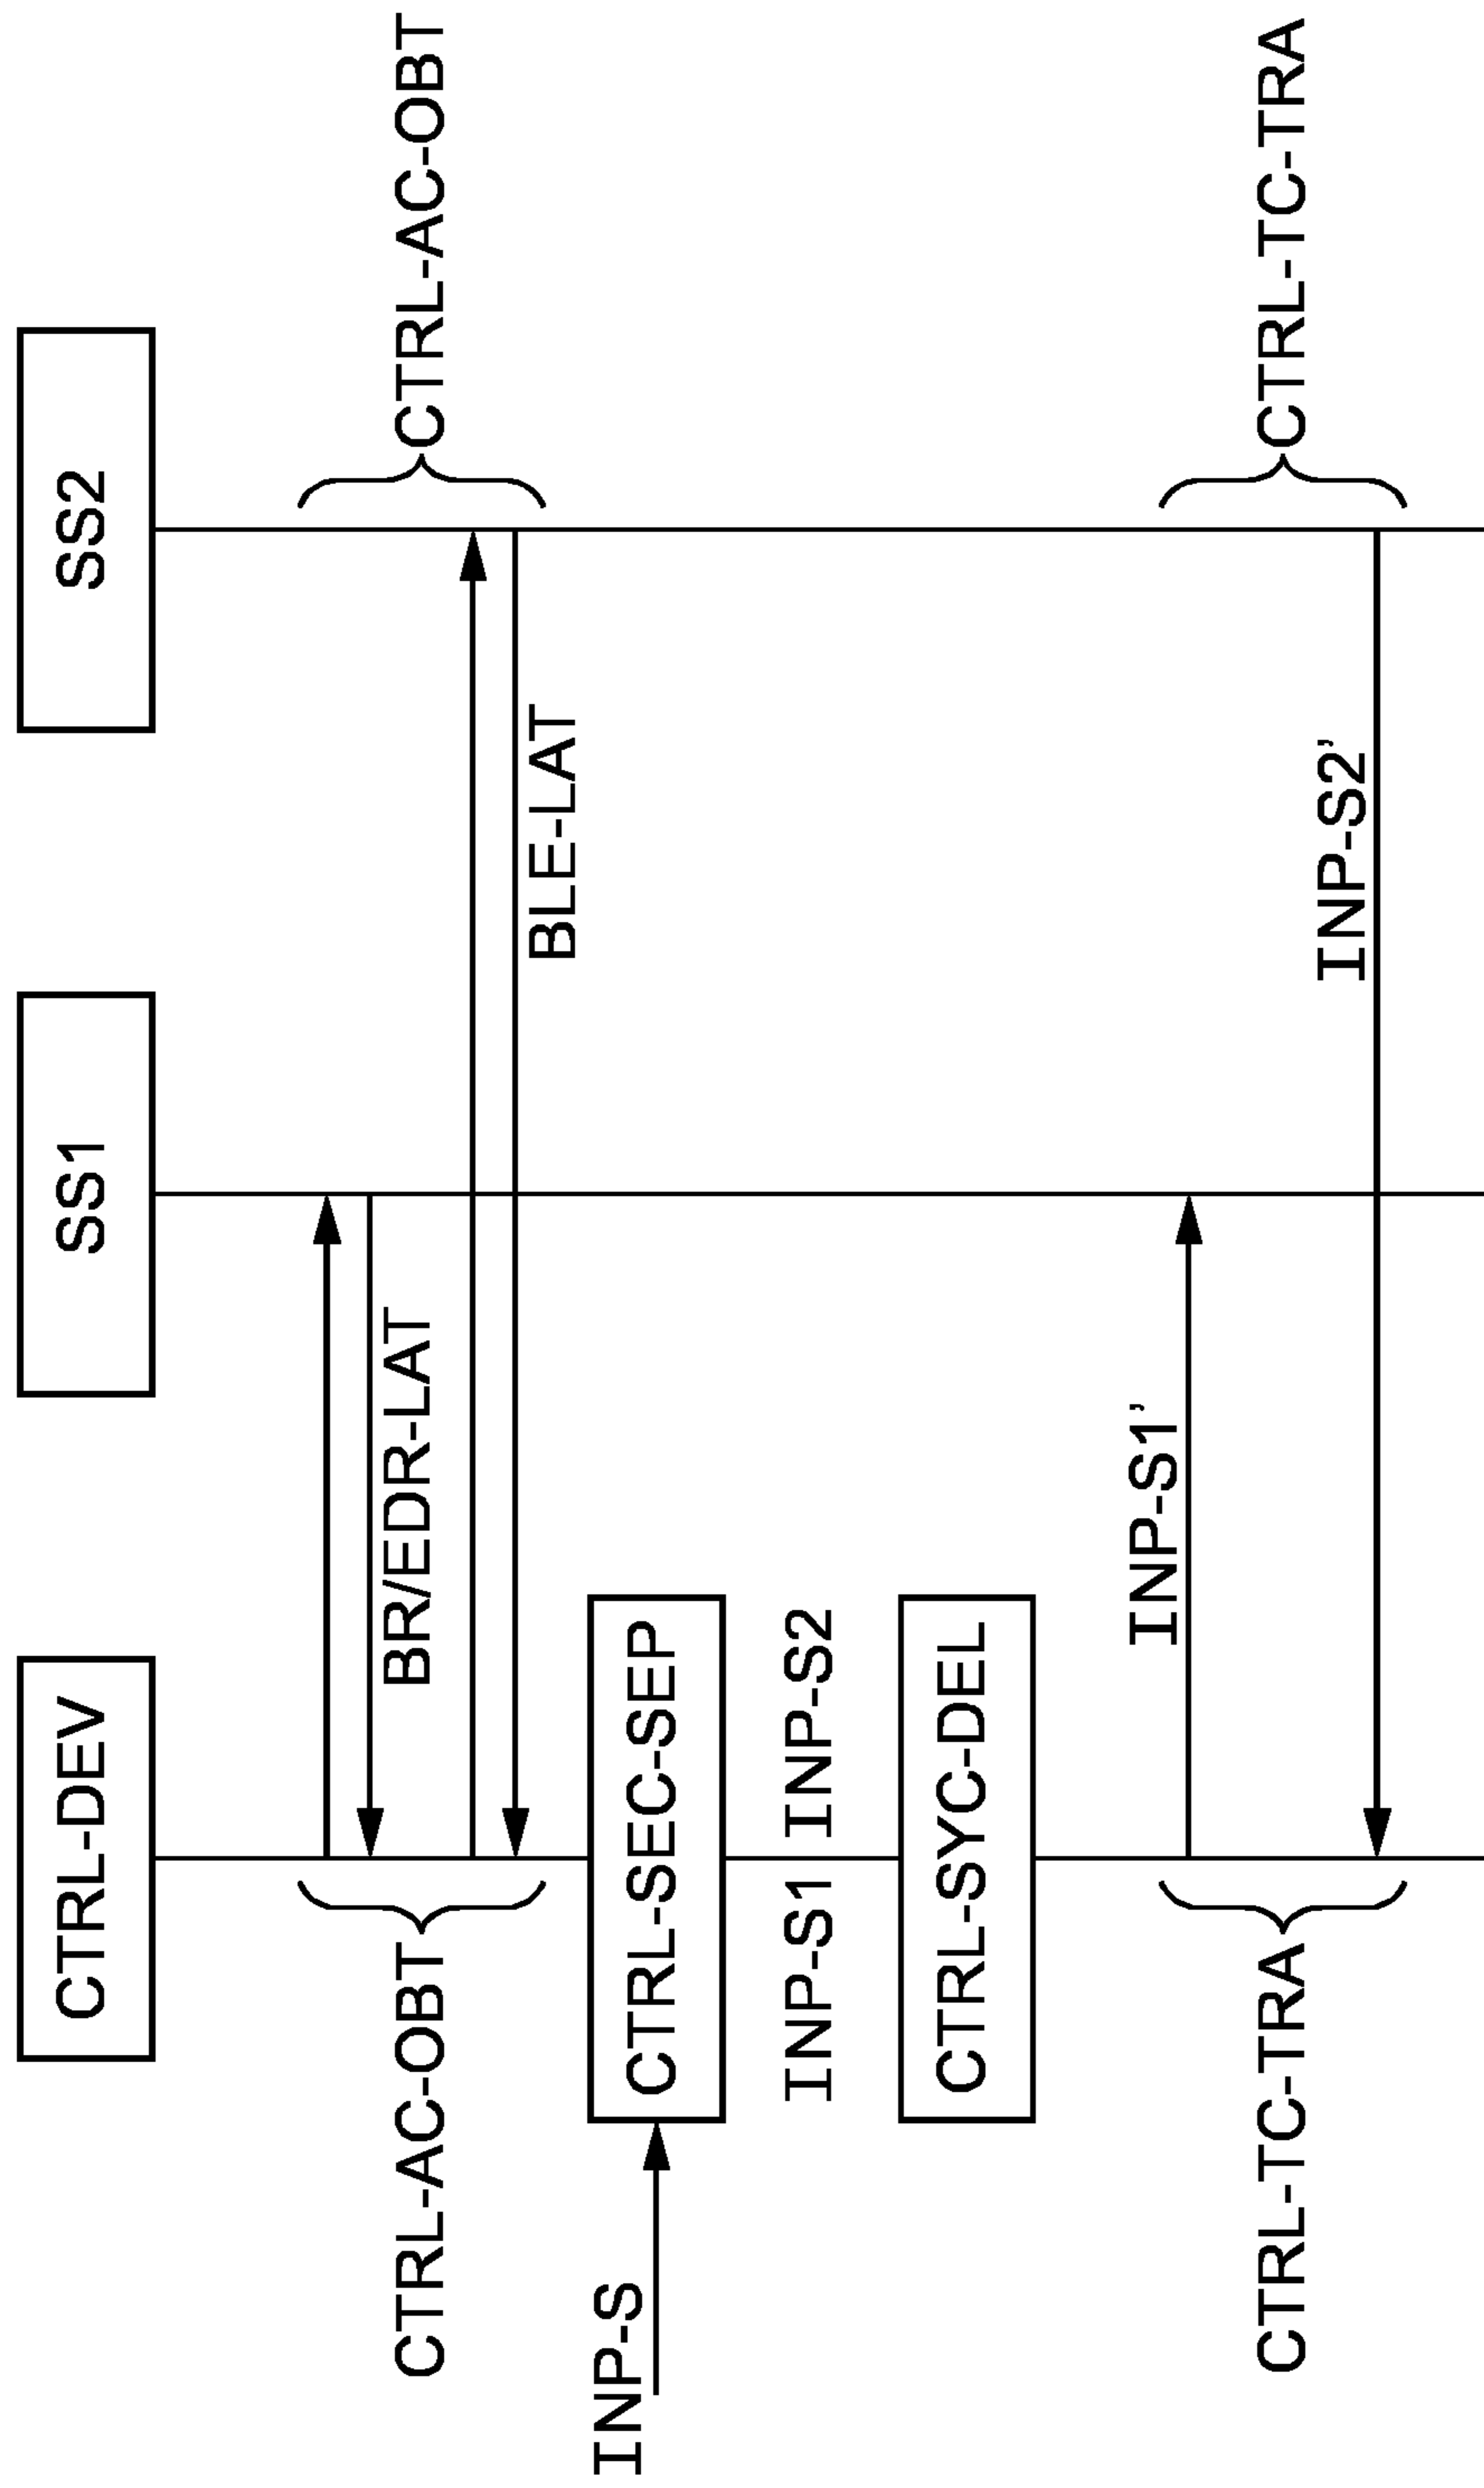 CTRL-DEV
SS1
SS2
CTRL-AC-OBT
BR/EDR-LAT
BLE-LAT
CTRL-AC-OBT
INP-S
CTRL-SEC-SEP
INP-S1 INP-S2
CTRL-SYC-DEL
CTRL-TC-TRA
INP-S1’
INP-S2’
CTRL-TC-TRA